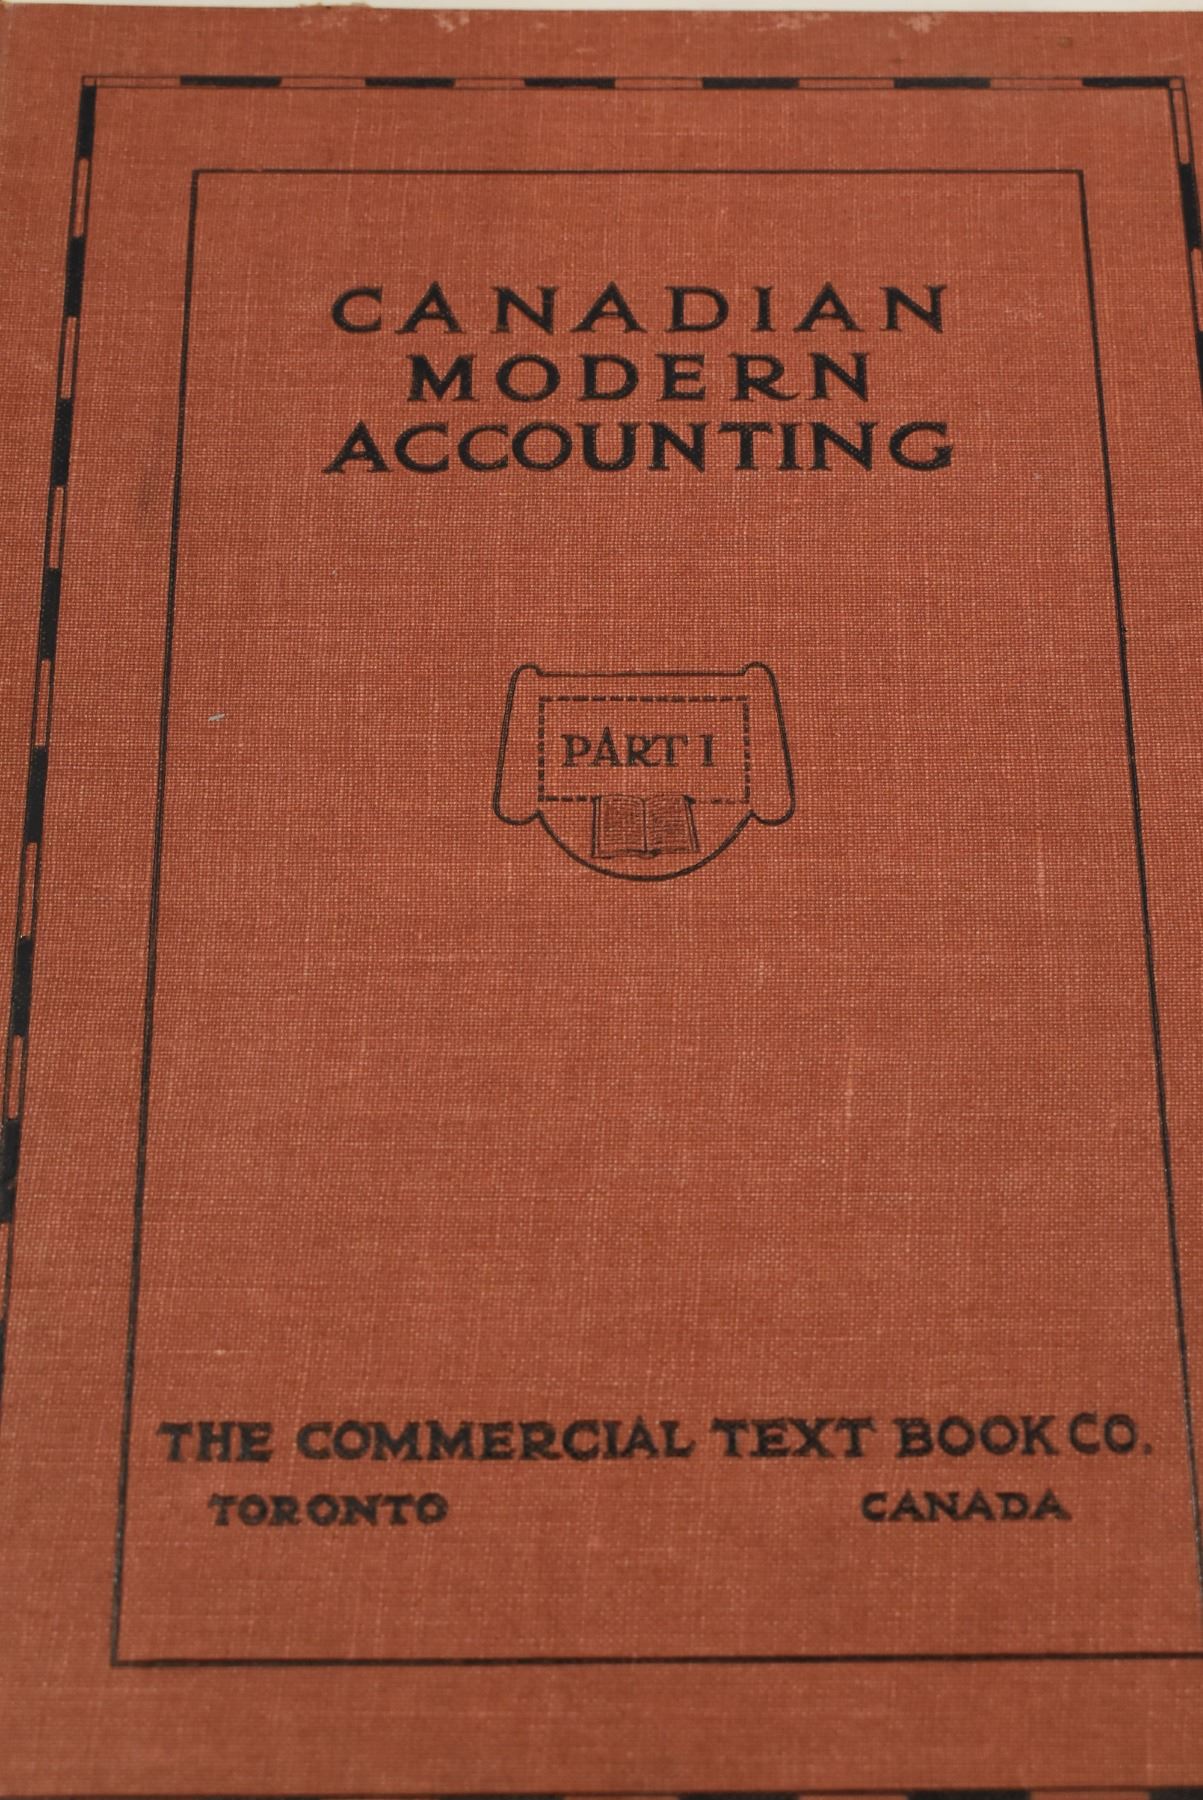 CANADIAN
MODERN
ACCOUNTING
PART I
THE COMMERCIAL TEXT BOOK CO.
TORONTO CANADA